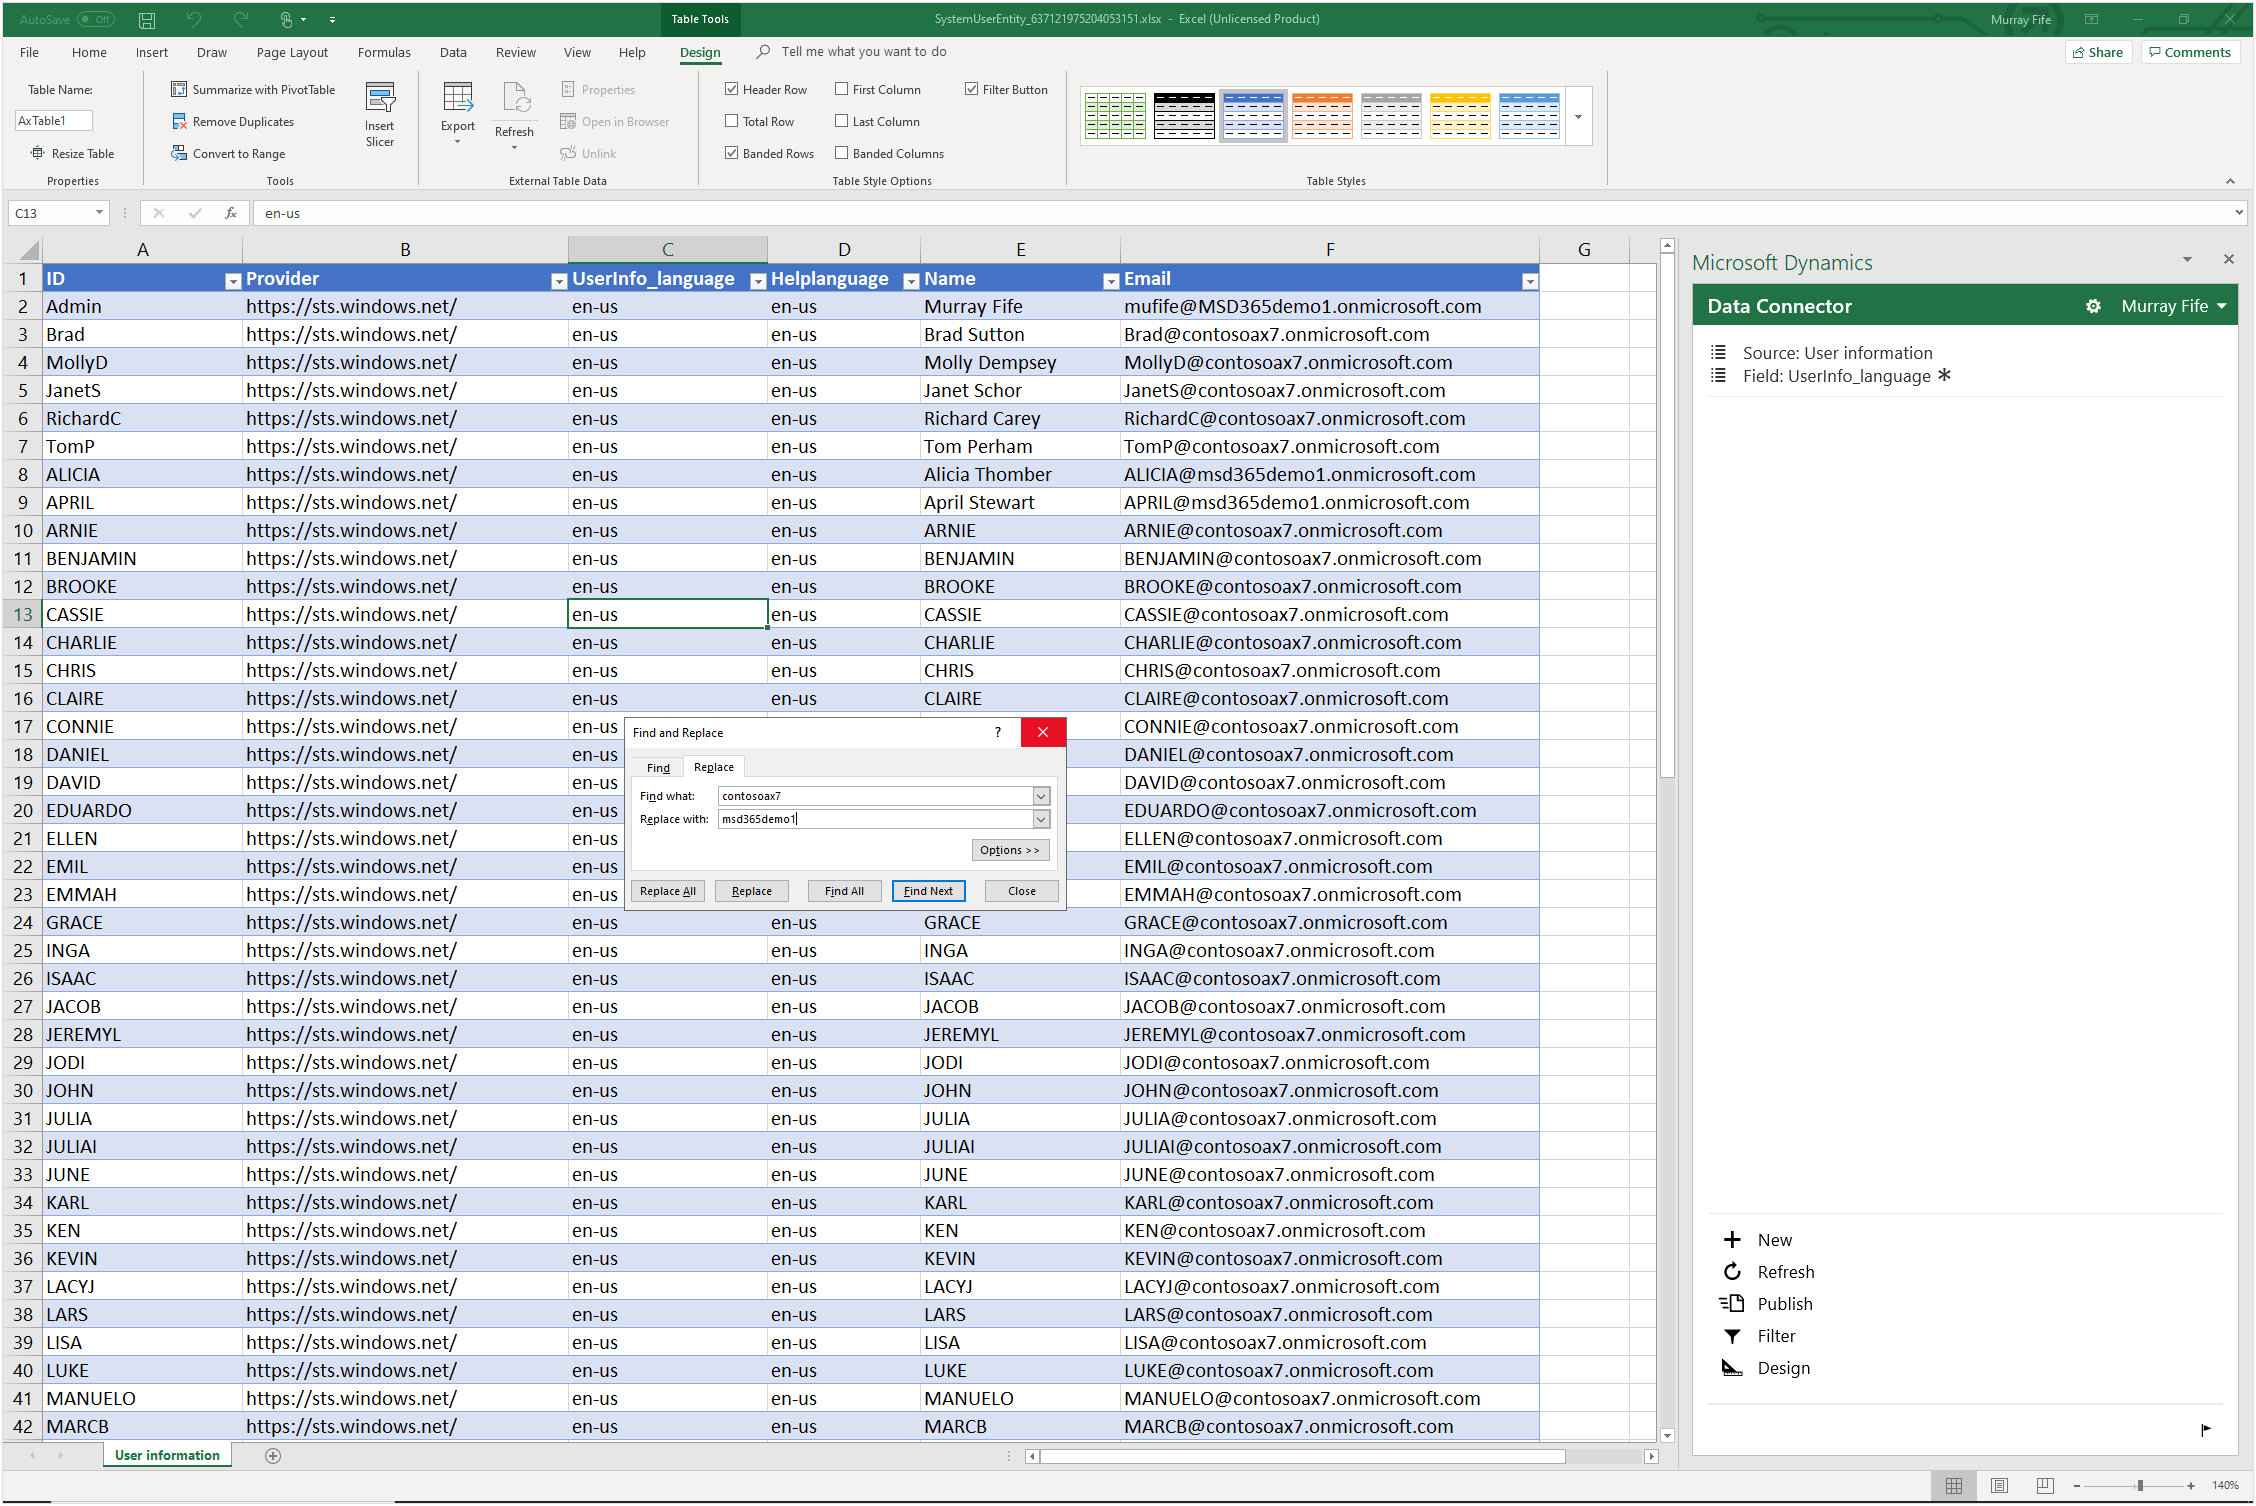 AutoSave Off
Table Tools
SystemUserEntity_637121975204053151.xlsx - Excel (Unlicensed Product)
Murray Fife
File Home Insert Draw Page Layout Formulas Data Review View Help Design Tell me what you want to do
Share Comments
Table Name:
AxTable1
Resize Table
Properties
Summarize with PivotTable
Remove Duplicates
Convert to Range
Insert
Slicer
Tools
Export
Refresh
Properties
Open in Browser
Unlink
External Table Data
Header Row First Column Filter Button
Total Row Last Column
Banded Rows Banded Columns
Table Style Options
Table Styles
C13 fx en-us
A B C D E F G
1 ID Provider UserInfo_language Helplanguage Name Email
2 Admin https://sts.windows.net/ en-us en-us Murray Fife mufife@MSD365demo1.onmicrosoft.com
3 Brad https://sts.windows.net/ en-us en-us Brad Sutton Brad@contosoax7.onmicrosoft.com
4 MollyD https://sts.windows.net/ en-us en-us Molly Dempsey MollyD@contosoax7.onmicrosoft.com
5 JanetS https://sts.windows.net/ en-us en-us Janet Schor JanetS@contosoax7.onmicrosoft.com
6 RichardC https://sts.windows.net/ en-us en-us Richard Carey RichardC@contosoax7.onmicrosoft.com
7 TomP https://sts.windows.net/ en-us en-us Tom Perham TomP@contosoax7.onmicrosoft.com
8 ALICIA https://sts.windows.net/ en-us en-us Alicia Thomber ALICIA@msd365demo1.onmicrosoft.com
9 APRIL https://sts.windows.net/ en-us en-us April Stewart APRIL@msd365demo1.onmicrosoft.com
10 ARNIE https://sts.windows.net/ en-us en-us ARNIE ARNIE@contosoax7.onmicrosoft.com
11 BENJAMIN https://sts.windows.net/ en-us en-us BENJAMIN BENJAMIN@contosoax7.onmicrosoft.com
12 BROOKE https://sts.windows.net/ en-us en-us BROOKE BROOKE@contosoax7.onmicrosoft.com
13 CASSIE https://sts.windows.net/ en-us en-us CASSIE CASSIE@contosoax7.onmicrosoft.com
14 CHARLIE https://sts.windows.net/ en-us en-us CHARLIE CHARLIE@contosoax7.onmicrosoft.com
15 CHRIS https://sts.windows.net/ en-us en-us CHRIS CHRIS@contosoax7.onmicrosoft.com
16 CLAIRE https://sts.windows.net/ en-us en-us CLAIRE CLAIRE@contosoax7.onmicrosoft.com
17 CONNIE https://sts.windows.net/ en-us CONNIE@contosoax7.onmicrosoft.com
18 DANIEL https://sts.windows.net/ en-us DANIEL@contosoax7.onmicrosoft.com
19 DAVID https://sts.windows.net/ en-us DAVID@contosoax7.onmicrosoft.com
20 EDUARDO https://sts.windows.net/ en-us EDUARDO@contosoax7.onmicrosoft.com
21 ELLEN https://sts.windows.net/ en-us ELLEN@contosoax7.onmicrosoft.com
22 EMIL https://sts.windows.net/ en-us EMIL@contosoax7.onmicrosoft.com
23 EMMAH https://sts.windows.net/ en-us EMMAH@contosoax7.onmicrosoft.com
24 GRACE https://sts.windows.net/ en-us en-us GRACE GRACE@contosoax7.onmicrosoft.com
25 INGA https://sts.windows.net/ en-us en-us INGA INGA@contosoax7.onmicrosoft.com
26 ISAAC https://sts.windows.net/ en-us en-us ISAAC ISAAC@contosoax7.onmicrosoft.com
27 JACOB https://sts.windows.net/ en-us en-us JACOB JACOB@contosoax7.onmicrosoft.com
28 JEREMYL https://sts.windows.net/ en-us en-us JEREMYL JEREMYL@contosoax7.onmicrosoft.com
29 JODI https://sts.windows.net/ en-us en-us JODI JODI@contosoax7.onmicrosoft.com
30 JOHN https://sts.windows.net/ en-us en-us JOHN JOHN@contosoax7.onmicrosoft.com
31 JULIA https://sts.windows.net/ en-us en-us JULIA JULIA@contosoax7.onmicrosoft.com
32 JULIAI https://sts.windows.net/ en-us en-us JULIAI JULIAI@contosoax7.onmicrosoft.com
33 JUNE https://sts.windows.net/ en-us en-us JUNE JUNE@contosoax7.onmicrosoft.com
34 KARL https://sts.windows.net/ en-us en-us KARL KARL@contosoax7.onmicrosoft.com
35 KEN https://sts.windows.net/ en-us en-us KEN KEN@contosoax7.onmicrosoft.com
36 KEVIN https://sts.windows.net/ en-us en-us KEVIN KEVIN@contosoax7.onmicrosoft.com
37 LACYJ https://sts.windows.net/ en-us en-us LACYJ LACYJ@contosoax7.onmicrosoft.com
38 LARS https://sts.windows.net/ en-us en-us LARS LARS@contosoax7.onmicrosoft.com
39 LISA https://sts.windows.net/ en-us en-us LISA LISA@contosoax7.onmicrosoft.com
40 LUKE https://sts.windows.net/ en-us en-us LUKE LUKE@contosoax7.onmicrosoft.com
41 MANUELO https://sts.windows.net/ en-us en-us MANUELO MANUELO@contosoax7.onmicrosoft.com
42 MARCB https://sts.windows.net/ en-us en-us MARCB MARCB@contosoax7.onmicrosoft.com
Find and Replace ?
Find Replace
Find what: contosoax7
Replace with: msd365demo1
Options >>
Replace All Replace Find All Find Next Close
Microsoft Dynamics
Data Connector Murray Fife
Source: User information
Field: UserInfo_language *
New
Refresh
Publish
Filter
Design
User information
140%